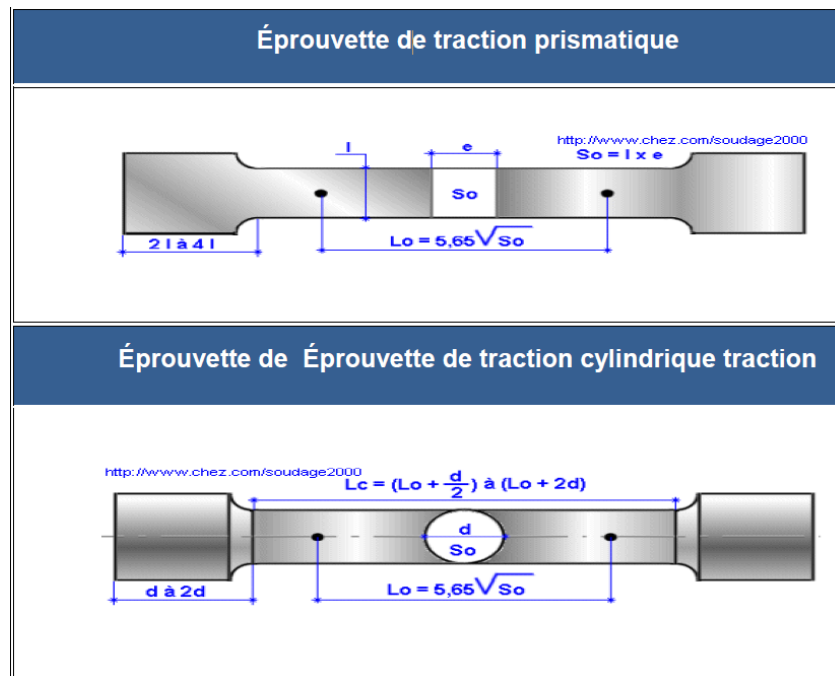 Éprouvette de traction prismatique
http://www.chez.com/soudage2000
l
e
So = l x e
So
2 l à 4 l
Lo = 5,65√So
Éprouvette de Éprouvette de traction cylindrique traction
http://www.chez.com/soudage2000
Lc = (Lo + d/2) à (Lo + 2d)
d
So
d à 2d
Lo = 5,65√So